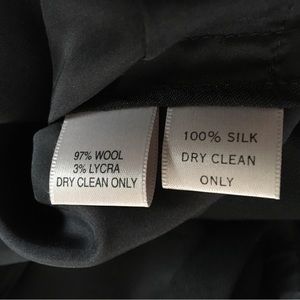 97% WOOL
3% LYCRA
DRY CLEAN ONLY
100% SILK
DRY CLEAN
ONLY